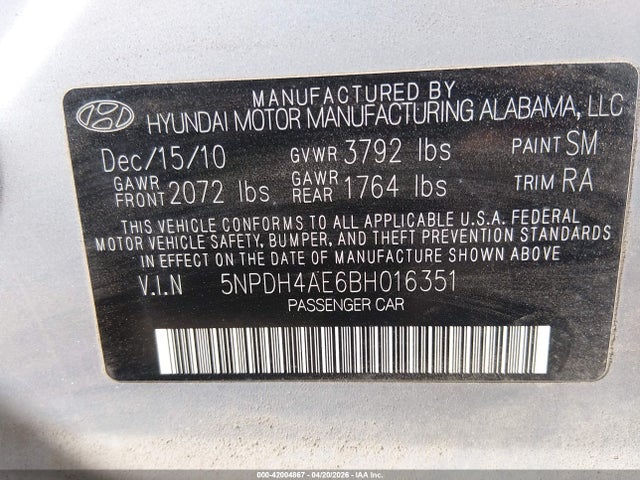 MANUFACTURED BY
HYUNDAI MOTOR MANUFACTURING ALABAMA, LLC
Dec/15/10 GVWR 3792 lbs PAINT SM
GAWR FRONT 2072 lbs GAWR REAR 1764 lbs TRIM RA
THIS VEHICLE CONFORMS TO ALL APPLICABLE U.S.A. FEDERAL
MOTOR VEHICLE SAFETY, BUMPER, AND THEFT PREVENTION STANDARDS
IN EFFECT ON THE DATE OF MANUFACTURE SHOWN ABOVE.
V.I.N 5NPDH4AE6BH016351
PASSENGER CAR
000-42004867 - 04/20/2026 - IAA Inc.